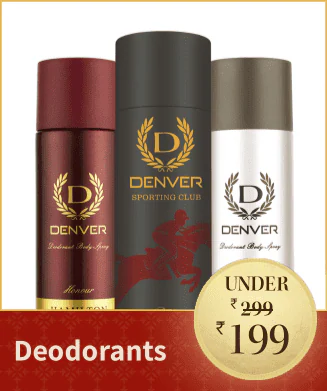 D
DENVER
Deodorant Body Spray
Honour
HAMILTON
D
DENVER
SPORTING CLUB
D
DENVER
Deodorant Body Spray
UNDER
₹ 299
₹ 199
Deodorants